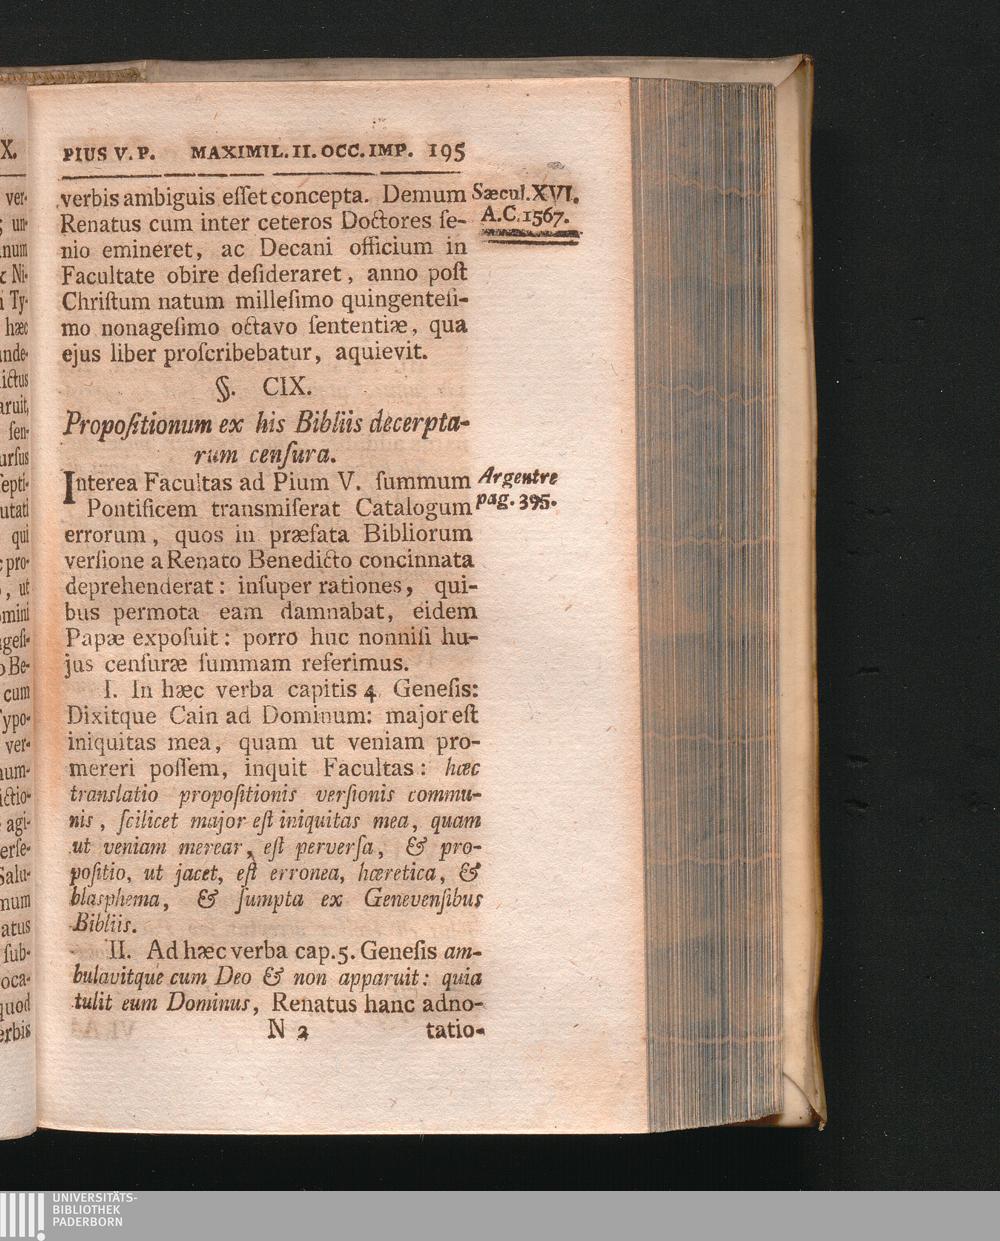 PIUS V. P. MAXIMIL. II. OCC. IMP. 195
Sæcul. XVI.
A. C. 1567.
verbis ambiguis eſſet concepta. Demum
Renatus cum inter ceteros Doctores ſe-
nio emineret, ac Decani officium in
Facultate obire deſideraret, anno poſt
Chriſtum natum milleſimo quingenteſi-
mo nonageſimo octavo ſententiæ, qua
ejus liber proſcribebatur, aquievit.
§. CIX.
Propoſitionum ex his Bibliis decerpta-
rum cenſura.
Argentre
pag. 395.
Interea Facultas ad Pium V. ſummum
Pontificem transmiſerat Catalogum
errorum, quos in præfata Bibliorum
verſione a Renato Benedicto concinnata
deprehenderat: inſuper rationes, qui-
bus permota eam damnabat, eidem
Papæ expoſuit: porro huc nonniſi hu-
jus cenſuræ ſummam referimus.
I. In hæc verba capitis 4 Geneſis:
Dixitque Cain ad Dominum: major eſt
iniquitas mea, quam ut veniam pro-
mereri poſſem, inquit Facultas: hæc
translatio propoſitionis verſionis commu-
nis, ſcilicet major eſt iniquitas mea, quam
ut veniam merear, eſt perverſa, & pro-
poſitio, ut jacet, eſt erronea, hæretica, &
blasphema, & ſumpta ex Genevenſibus
Bibliis.
II. Ad hæc verba cap. 5. Geneſis am-
bulavitque cum Deo & non apparuit: quia
tulit eum Dominus, Renatus hanc adno-
N 2 tatio-
UNIVERSITÄTS-
BIBLIOTHEK
PADERBORN